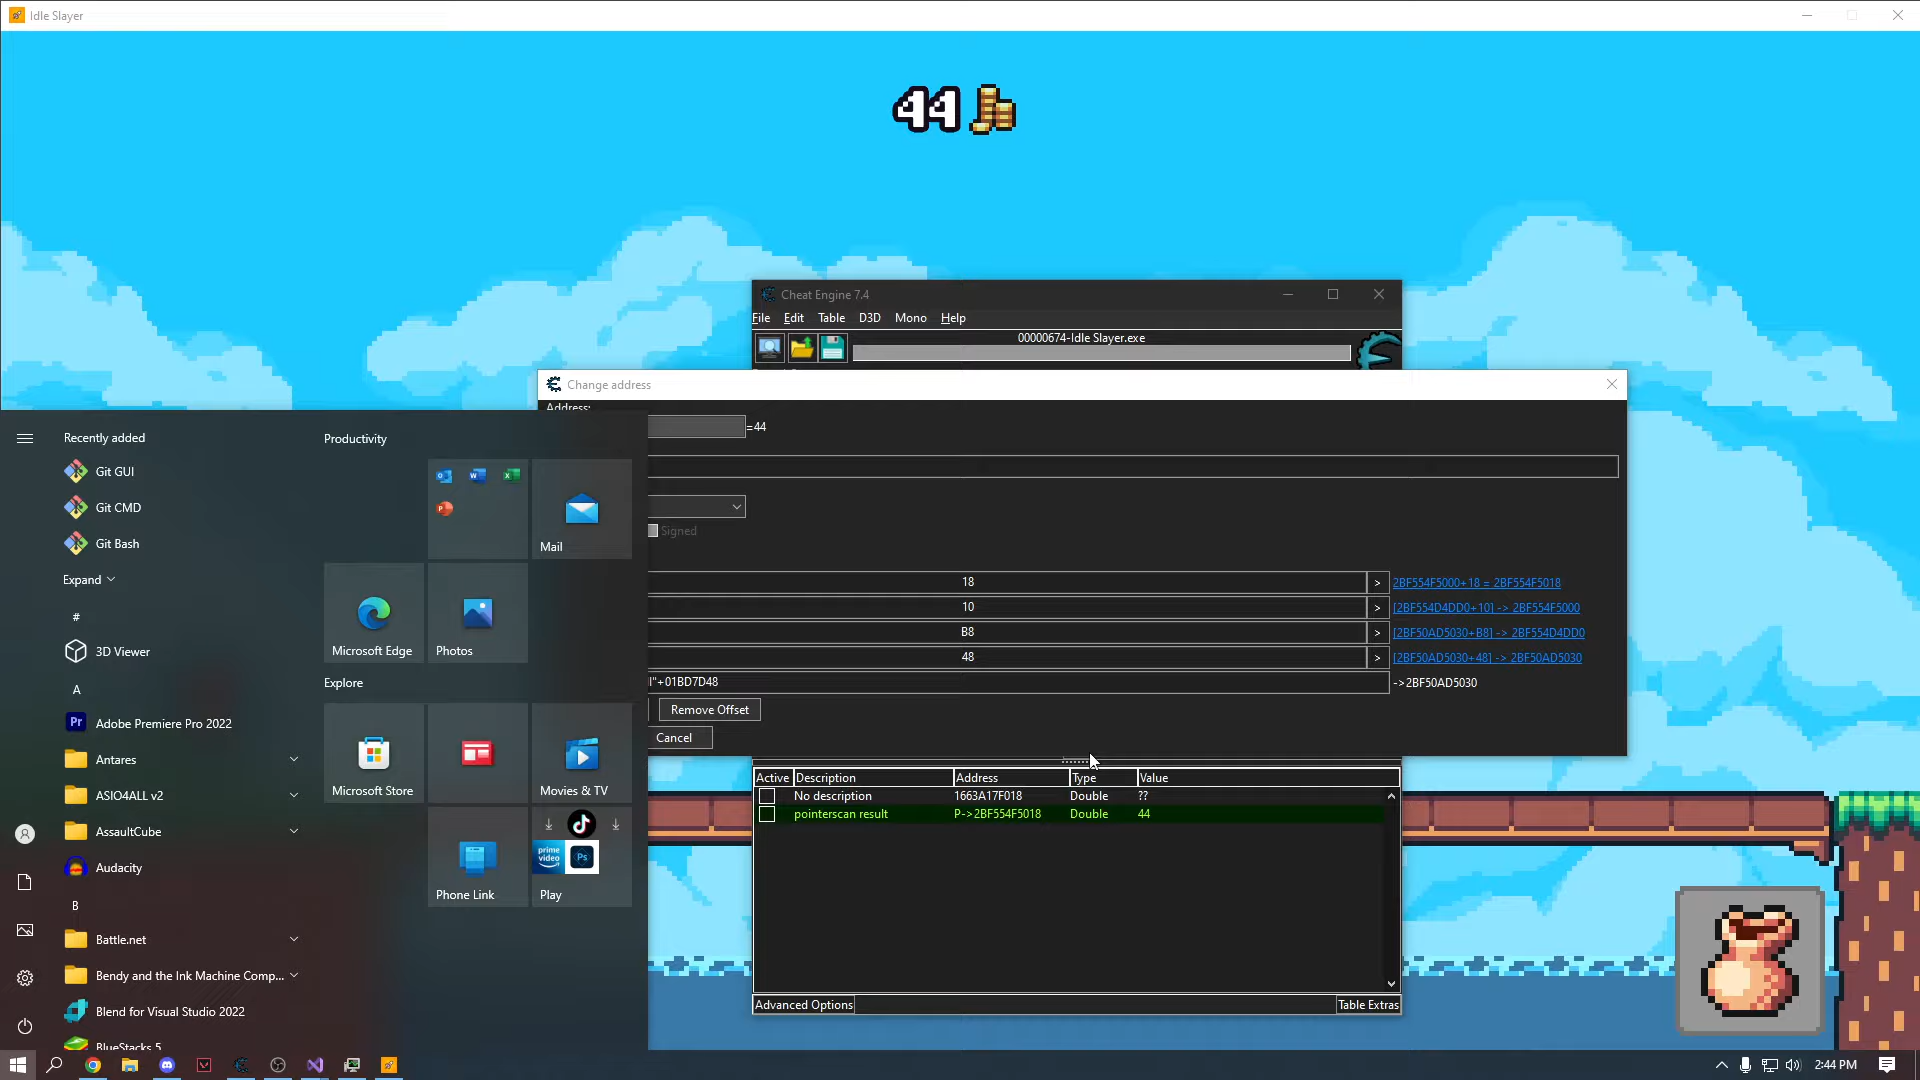 Idle Slayer
44
Cheat Engine 7.4
File Edit Table D3D Mono Help
00000674-Idle Slayer.exe
Change address
Address:
=44
Signed
18 > 2BF554F5000+18 = 2BF554F5018
10 > [2BF554D4DD0+10] -> 2BF554F5000
B8 > [2BF50AD5030+B8] -> 2BF554D4DD0
48 > [2BF50AD5030+48] -> 2BF50AD5030
ll"+01BD7D48 ->2BF50AD5030
Remove Offset
Cancel
Active Description Address Type Value
No description 1663A17F018 Double ??
pointerscan result P->2BF554F5018 Double 44
Advanced Options Table Extras
Recently added
Git GUI
Git CMD
Git Bash
Expand
#
3D Viewer
A
Adobe Premiere Pro 2022
Antares
ASIO4ALL v2
AssaultCube
Audacity
B
Battle.net
Bendy and the Ink Machine Comp...
Blend for Visual Studio 2022
BlueStacks 5
Productivity
Mail
Microsoft Edge
Photos
Explore
Microsoft Store
Movies & TV
Phone Link
prime video
Ps
Play
2:44 PM